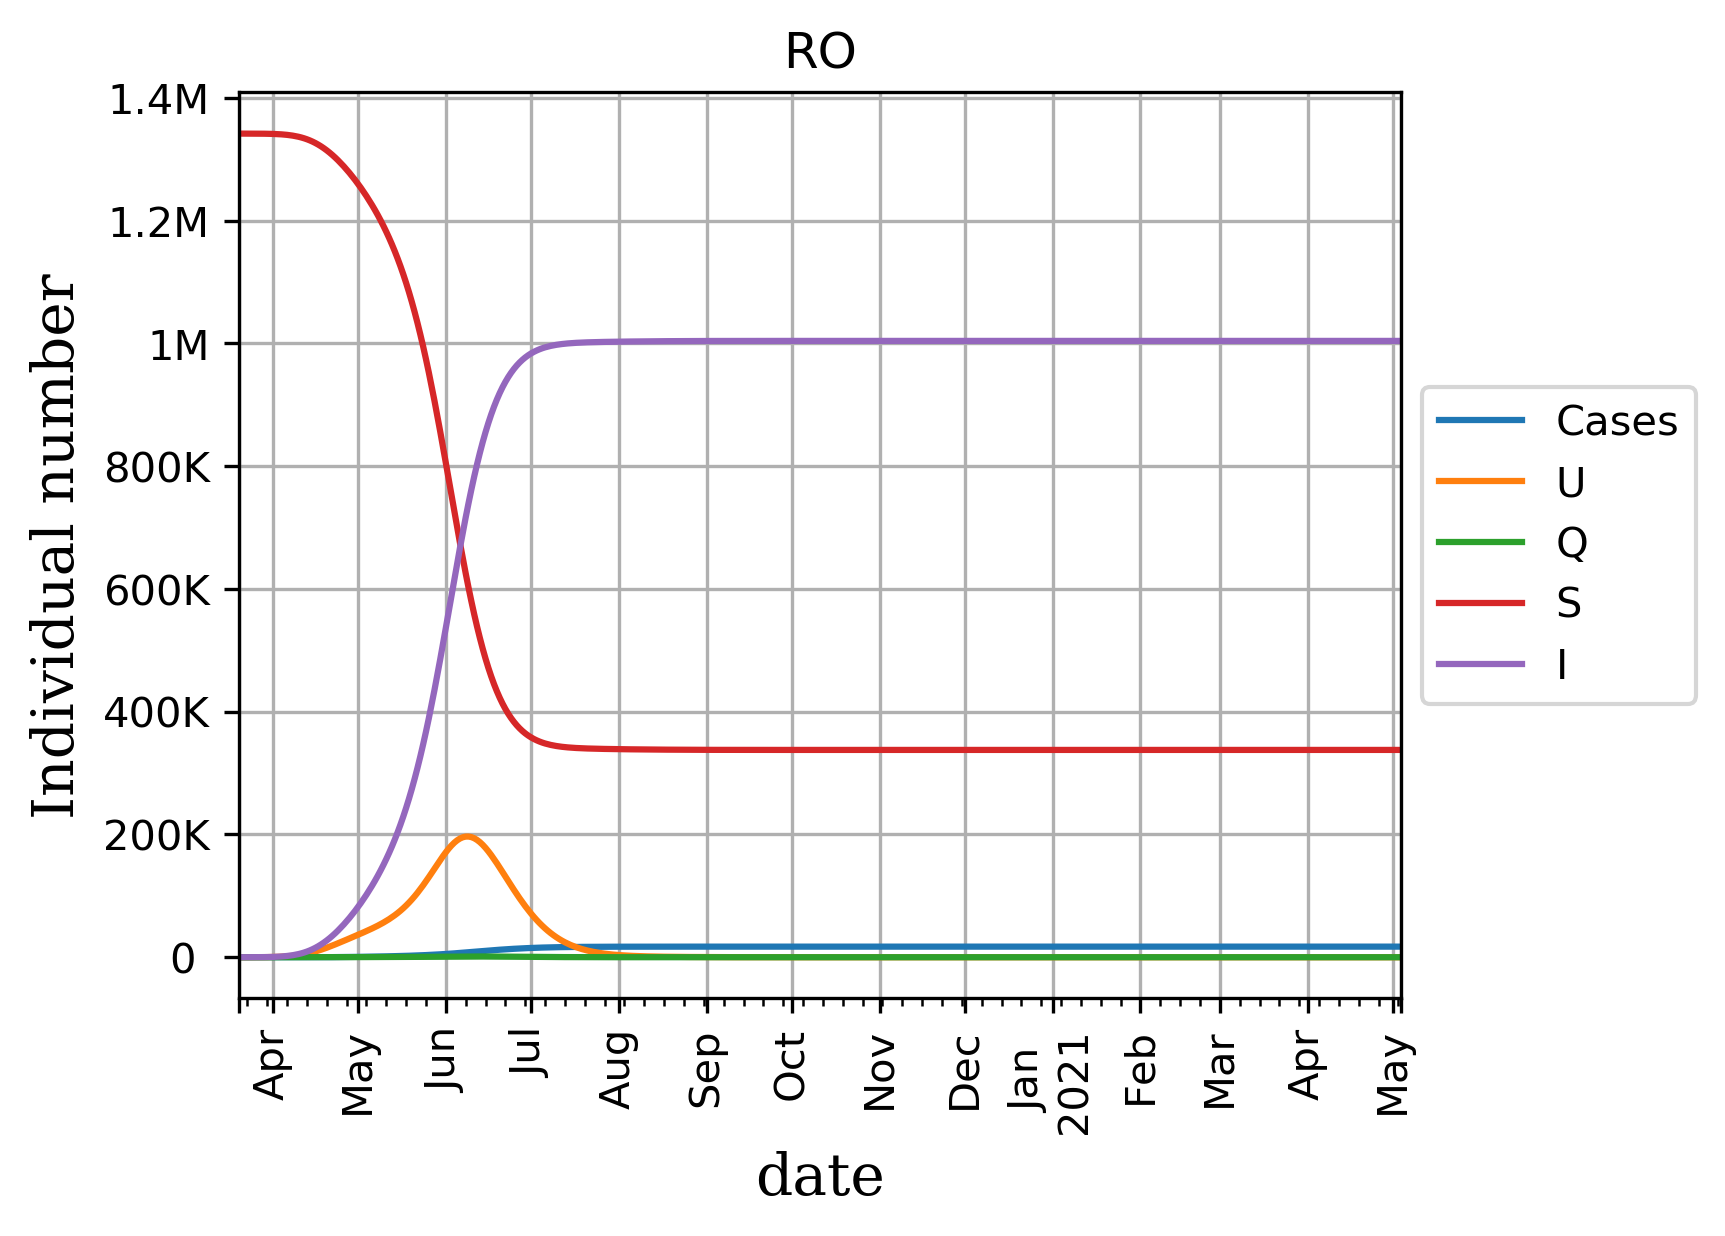 RO
1.4M
1.2M
1M
800K
600K
400K
200K
0
Individual number
Apr
May
Jun
Jul
Aug
Sep
Oct
Nov
Dec
Jan
2021
Feb
Mar
Apr
May
date
Cases
U
Q
S
I